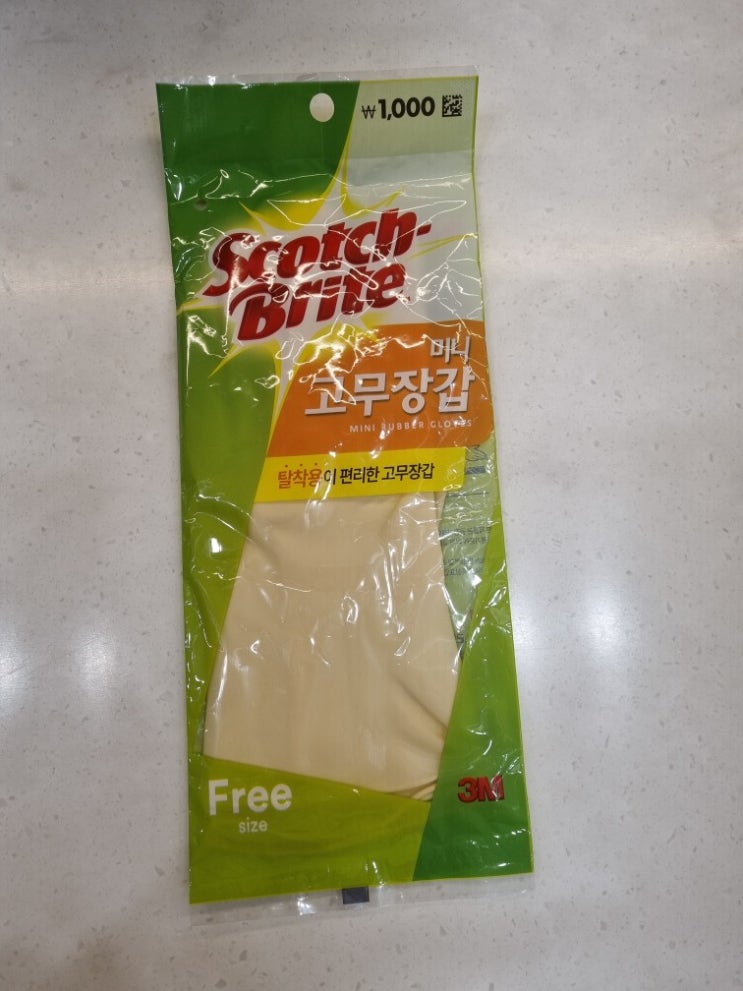 ₩1,000
Scotch-
Brite
미니
고무장갑
MINI RUBBER GLOVES
탈착용이 편리한 고무장갑
Free
size
3M